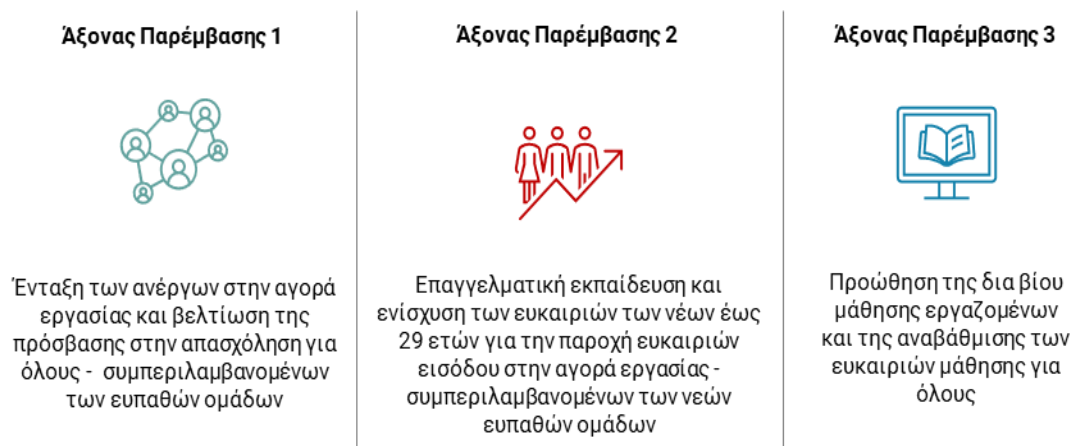 Άξονας Παρέμβασης 1
Ένταξη των ανέργων στην αγορά
εργασίας και βελτίωση της
πρόσβασης στην απασχόληση για
όλους - συμπεριλαμβανομένων
των ευπαθών ομάδων
Άξονας Παρέμβασης 2
Επαγγελματική εκπαίδευση και
ενίσχυση των ευκαιριών των νέων έως
29 ετών για την παροχή ευκαιριών
εισόδου στην αγορά εργασίας -
συμπεριλαμβανομένων των νεών
ευπαθών ομάδων
Άξονας Παρέμβασης 3
Προώθηση της δια βίου
μάθησης εργαζομένων
και της αναβάθμισης των
ευκαιριών μάθησης για
όλους